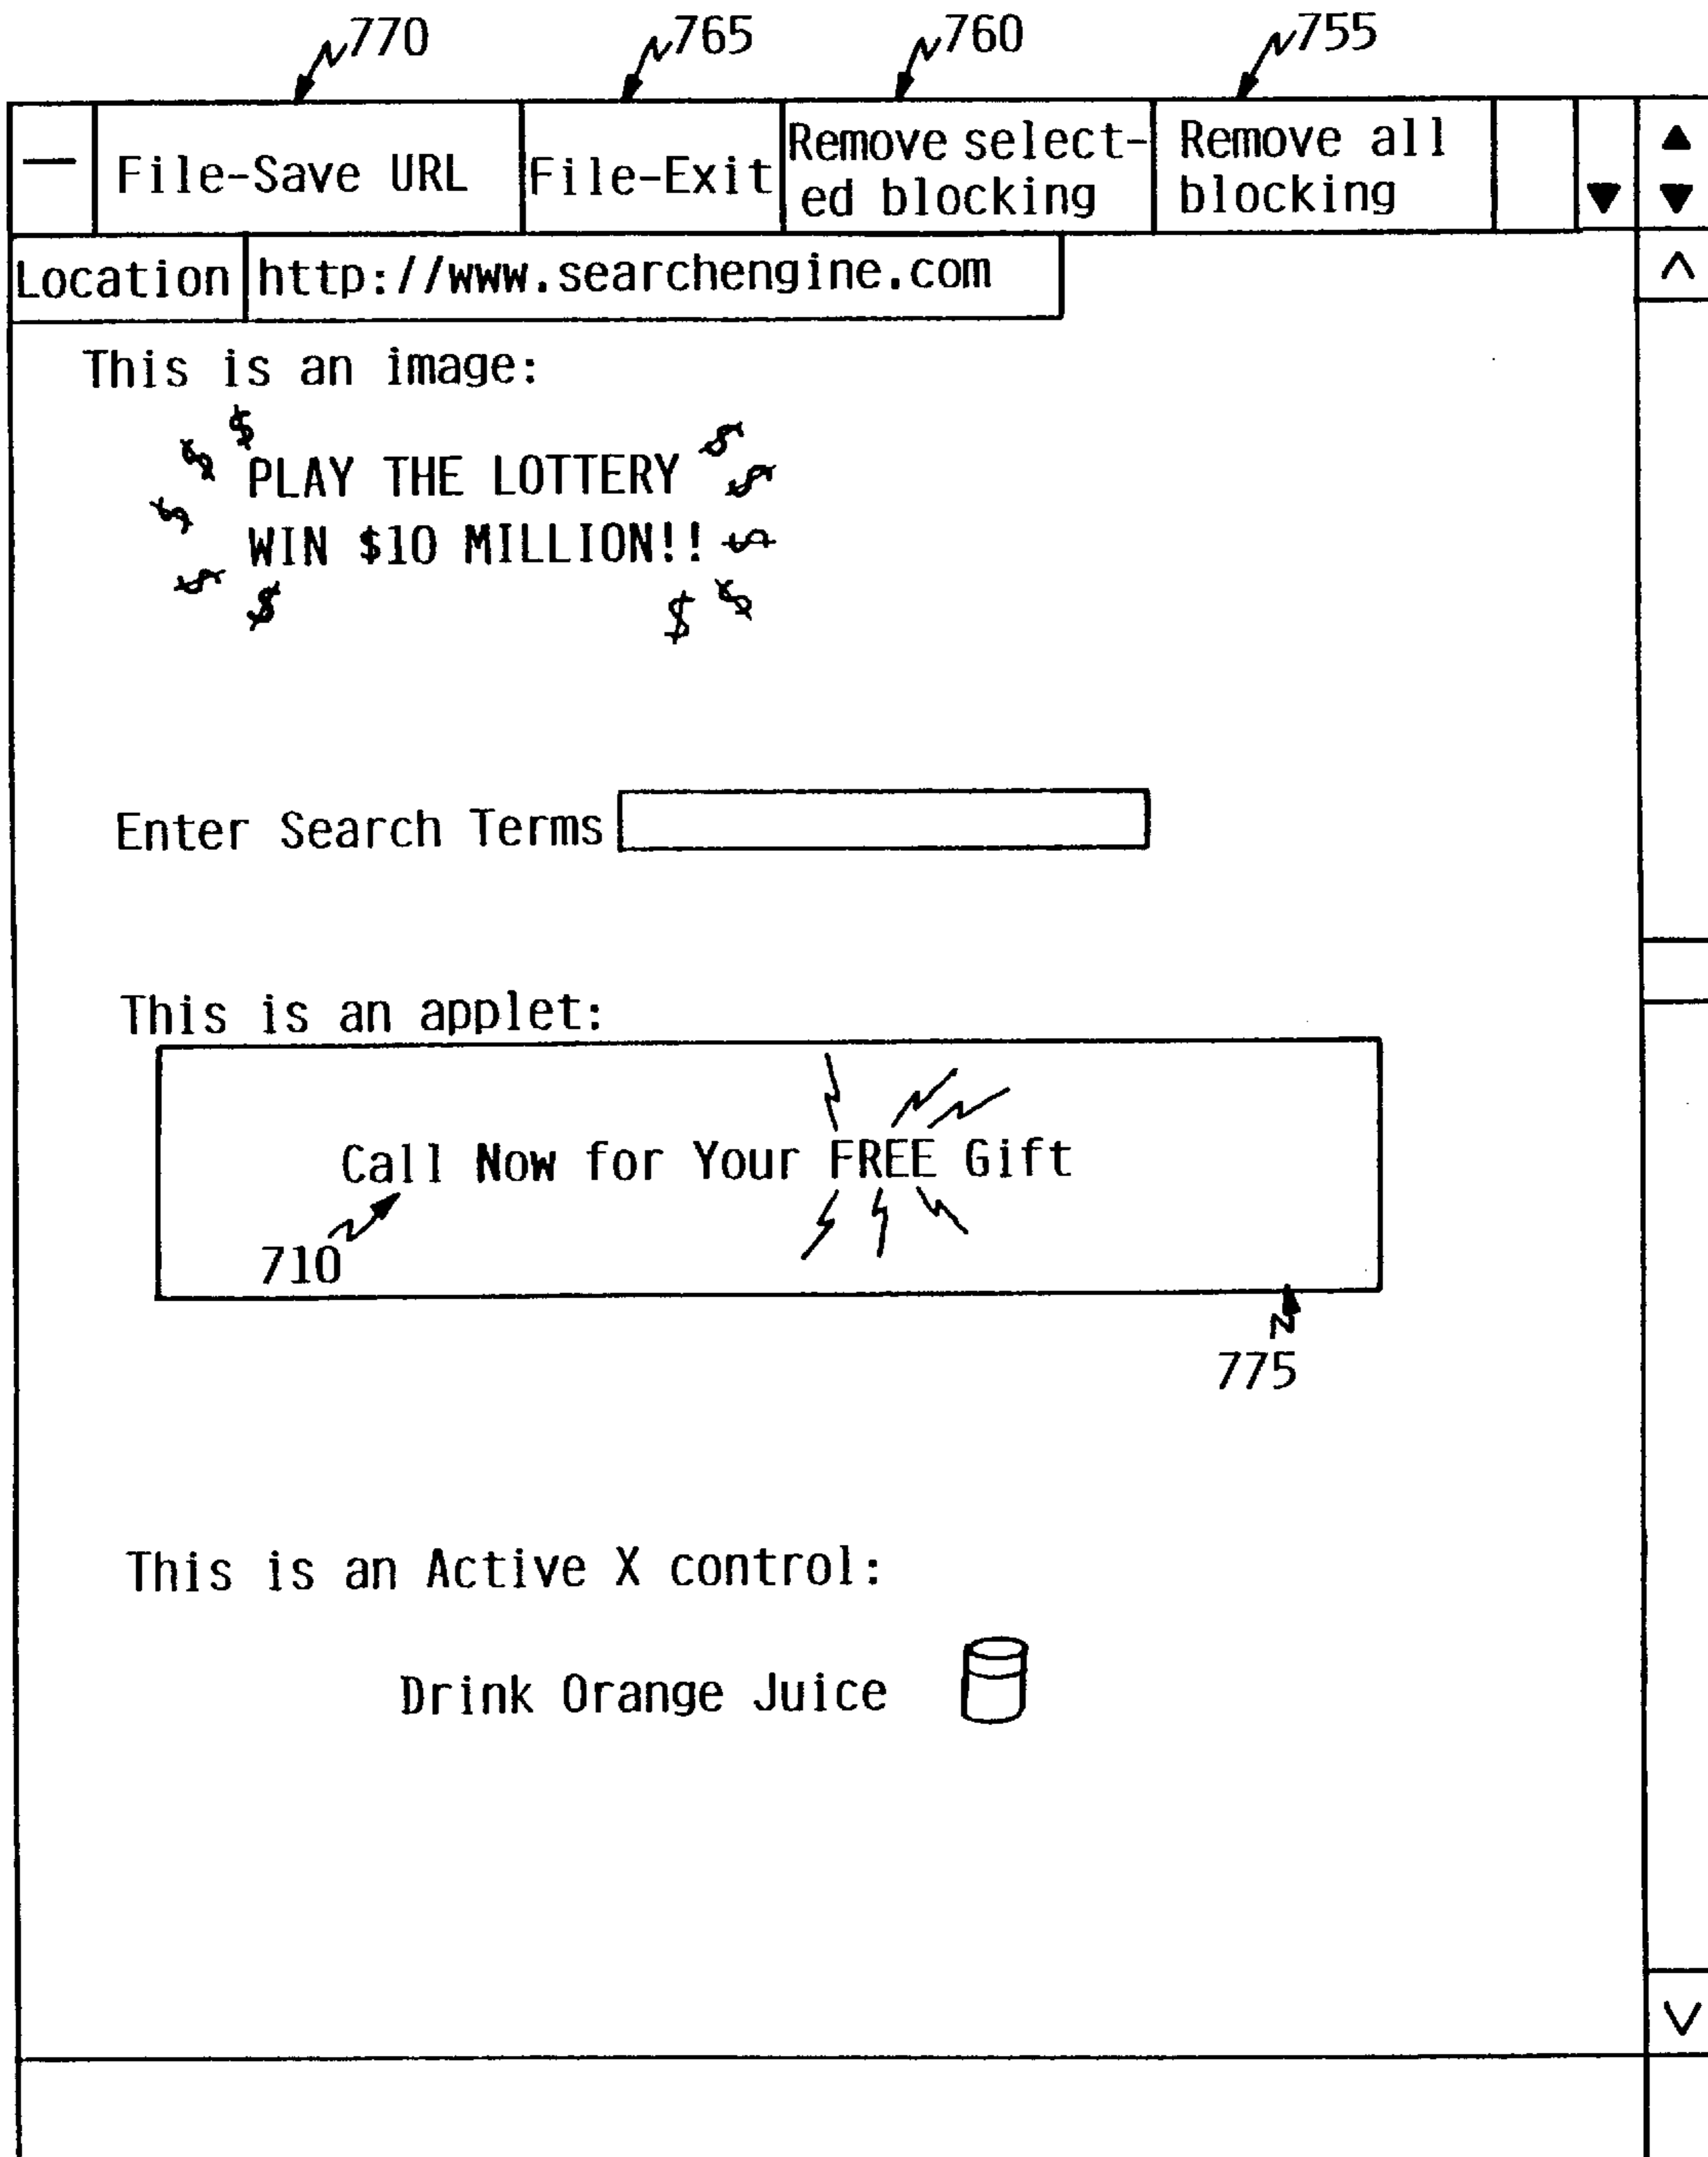 770 765 760 755
File-Save URL File-Exit Remove select- Remove all
ed blocking blocking
Location http://www.searchengine.com
This is an image:
$ $ $ $ $ $ $ $ $ $
PLAY THE LOTTERY
WIN $10 MILLION!!
Enter Search Terms
This is an applet:
Call Now for Your FREE Gift
710
775
This is an Active X control:
Drink Orange Juice